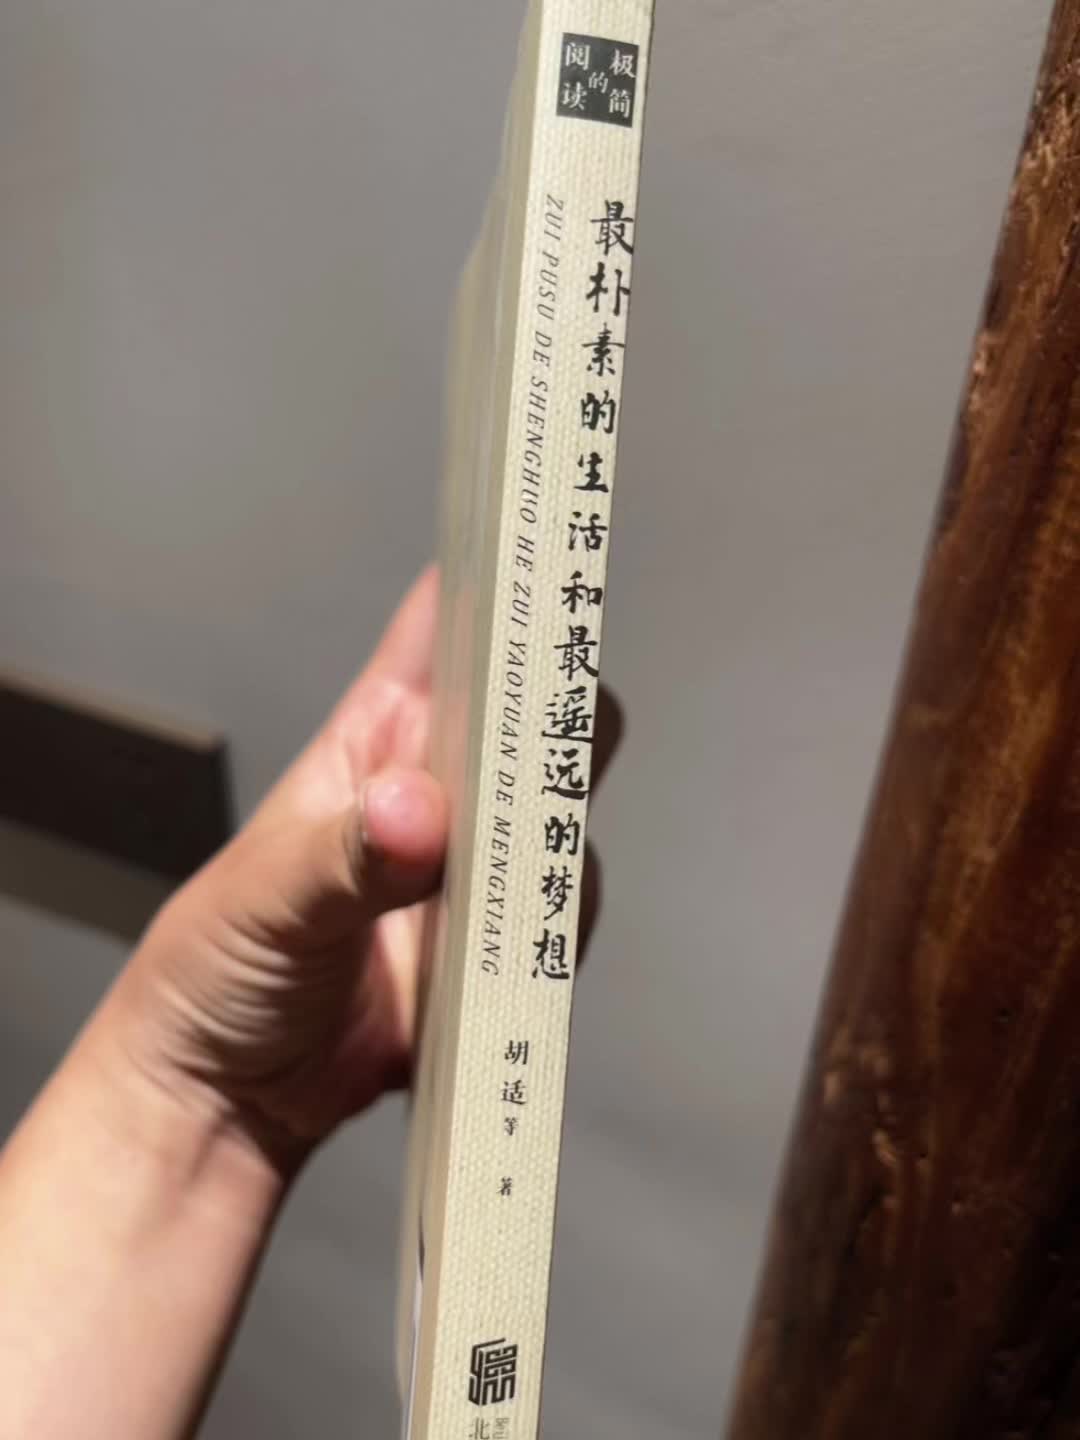 极简
的
阅读
最朴素的生活和最遥远的梦想
ZUI PUSU DE SHENGHUO HE ZUI YAOYUAN DE MENGXIANG
胡适等 著
北